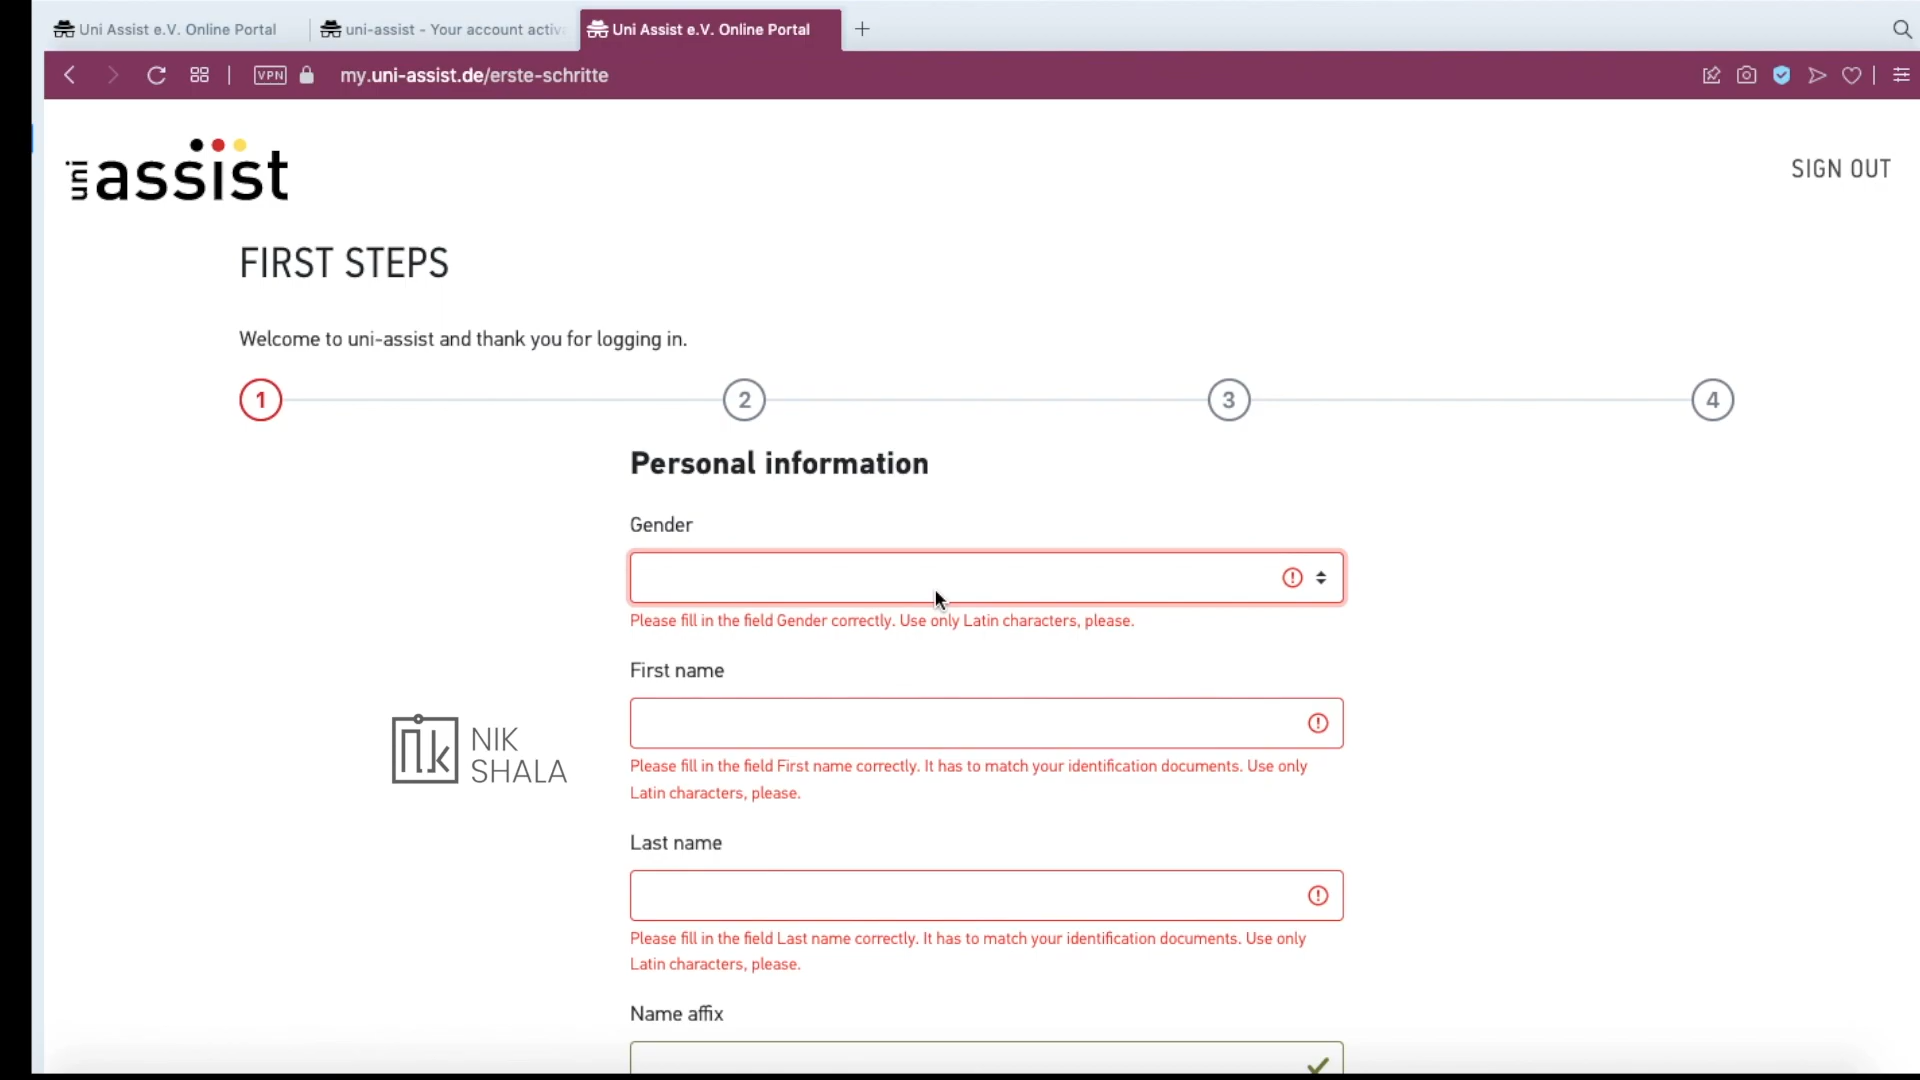 Uni Assist e.V. Online Portal
uni-assist - Your account activ
Uni Assist e.V. Online Portal
VPN
my.uni-assist.de/erste-schritte
uni assist
SIGN OUT
FIRST STEPS
Welcome to uni-assist and thank you for logging in.
1
2
3
4
Personal information
Gender
Please fill in the field Gender correctly. Use only Latin characters, please.
First name
Please fill in the field First name correctly. It has to match your identification documents. Use only
Latin characters, please.
nk
NIK
SHALA
Last name
Please fill in the field Last name correctly. It has to match your identification documents. Use only
Latin characters, please.
Name affix